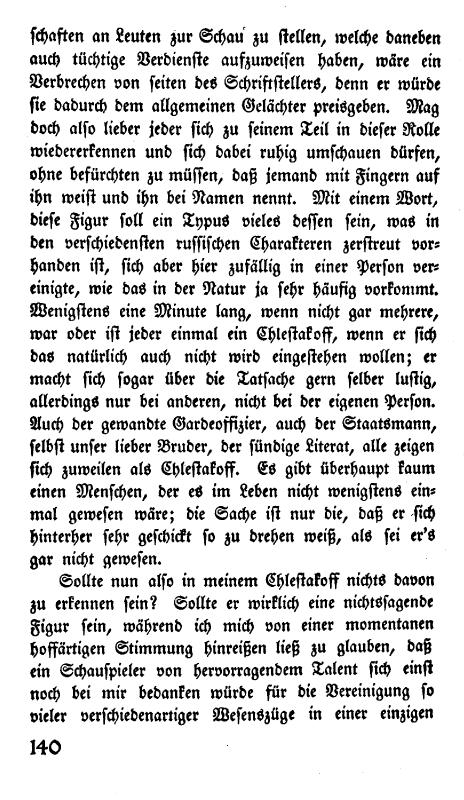 schaften an Leuten zur Schau zu stellen, welche daneben
auch tüchtige Verdienste aufzuweisen haben, wäre ein
Verbrechen von seiten des Schriftstellers, denn er würde
sie dadurch dem allgemeinen Gelächter preisgeben. Mag
doch also lieber jeder sich zu seinem Teil in dieser Rolle
wiedererkennen und sich dabei ruhig umschauen dürfen,
ohne befürchten zu müssen, daß jemand mit Fingern auf
ihn weist und ihn bei Namen nennt. Mit einem Wort,
diese Figur soll ein Typus vieles dessen sein, was in
den verschiedensten russischen Charakteren zerstreut vor-
handen ist, sich aber hier zufällig in einer Person ver-
einigte, wie das in der Natur ja sehr häufig vorkommt.
Wenigstens eine Minute lang, wenn nicht gar mehrere,
war oder ist jeder einmal ein Chlestakoff, wenn er sich
das natürlich auch nicht wird eingestehen wollen; er
macht sich sogar über die Tatsache gern selber lustig,
allerdings nur bei anderen, nicht bei der eigenen Person.
Auch der gewandte Gardeoffizier, auch der Staatsmann,
selbst unser lieber Bruder, der sündige Literat, alle zeigen
sich zuweilen als Chlestakoff. Es gibt überhaupt kaum
einen Menschen, der es im Leben nicht wenigstens ein-
mal gewesen wäre; die Sache ist nur die, daß er sich
hinterher sehr geschickt so zu drehen weiß, als sei er's
gar nicht gewesen.
Sollte nun also in meinem Chlestakoff nichts davon
zu erkennen sein? Sollte er wirklich eine nichtssagende
Figur sein, während ich mich von einer momentanen
hoffärtigen Stimmung hinreißen ließ zu glauben, daß
ein Schauspieler von hervorragendem Talent sich einst
noch bei mir bedanken würde für die Vereinigung so
vieler verschiedenartiger Wesenszüge in einer einzigen
140